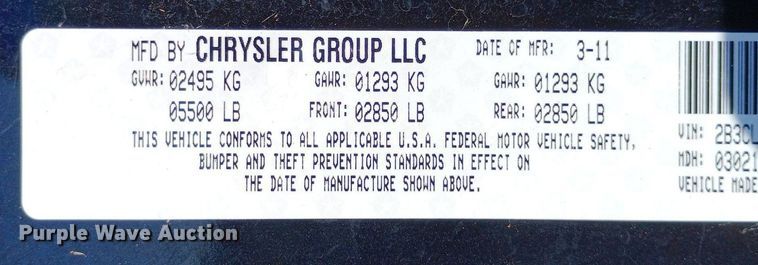 MFD BY CHRYSLER GROUP LLC DATE OF MFR: 3-11
GVWR: 02495 KG GAWR: 01293 KG GAWR: 01293 KG
05500 LB FRONT: 02850 LB REAR: 02850 LB
THIS VEHICLE CONFORMS TO ALL APPLICABLE U.S.A. FEDERAL MOTOR VEHICLE SAFETY,
BUMPER AND THEFT PREVENTION STANDARDS IN EFFECT ON
THE DATE OF MANUFACTURE SHOWN ABOVE.
VIN: 2B3CL
MDH: 03021
VEHICLE MADE
Purple Wave Auction